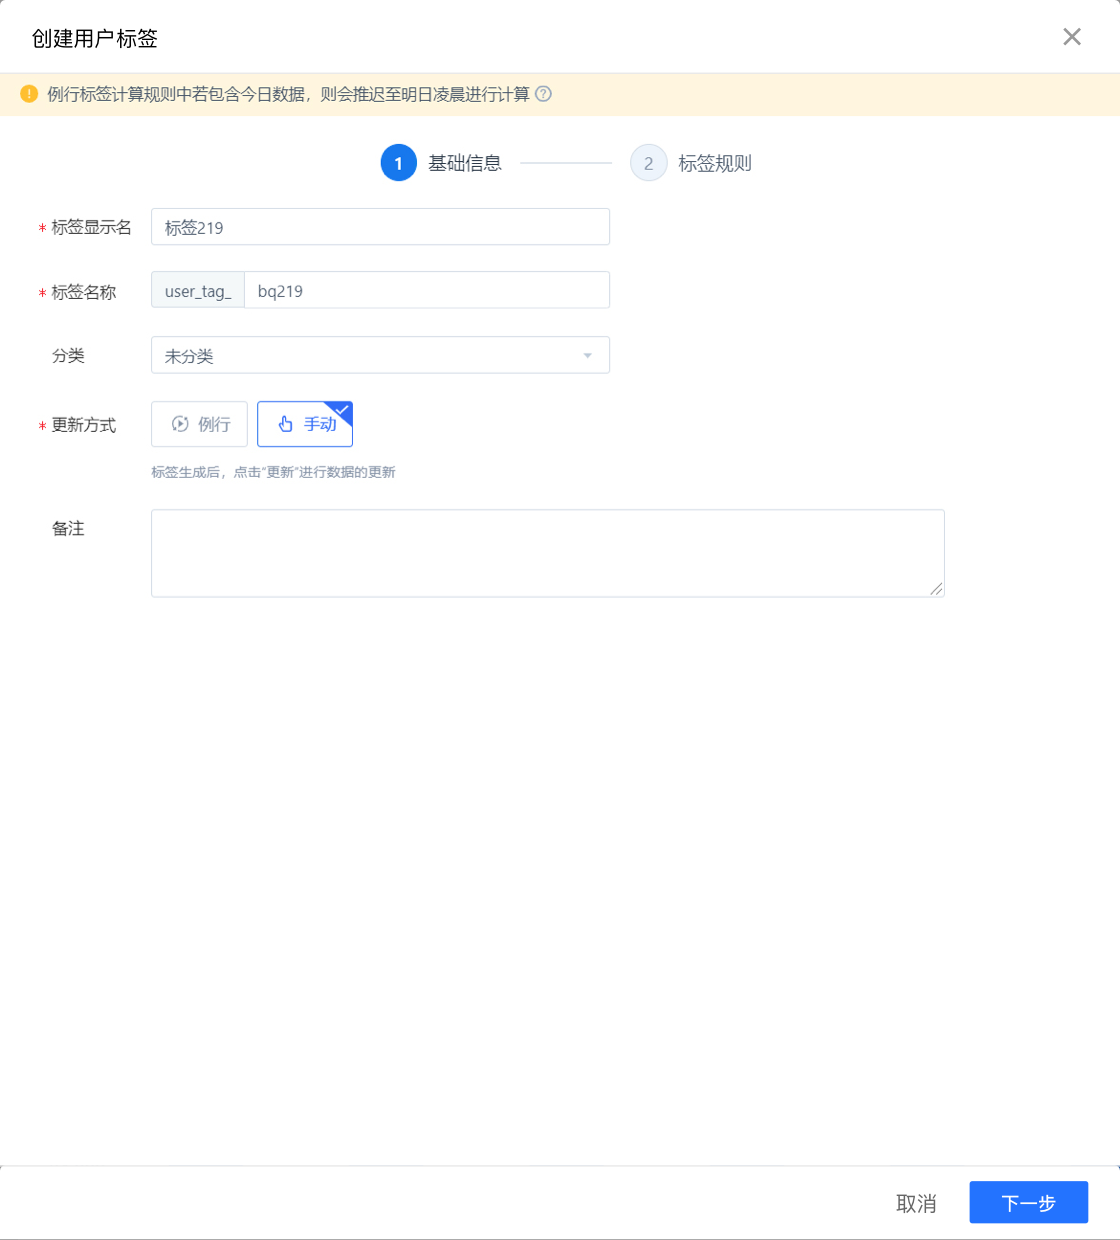 创建用户标签
例行标签计算规则中若包含今日数据，则会推迟至明日凌晨进行计算
1 基础信息 2 标签规则
* 标签显示名 标签219
* 标签名称 user_tag_ bq219
分类 未分类
* 更新方式 例行 手动
标签生成后，点击“更新”进行数据的更新
备注
取消 下一步